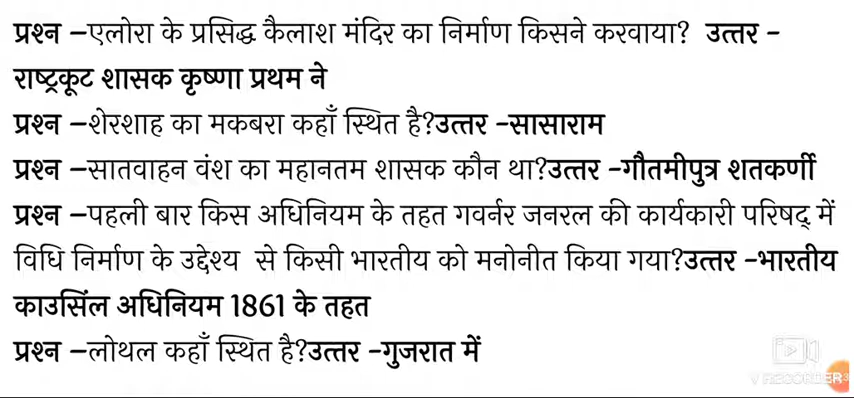 प्रश्न –एलोरा के प्रसिद्ध कैलाश मंदिर का निर्माण किसने करवाया? उत्तर –
राष्ट्रकूट शासक कृष्णा प्रथम ने
प्रश्न –शेरशाह का मकबरा कहाँ स्थित है?उत्तर –सासाराम
प्रश्न –सातवाहन वंश का महानतम शासक कौन था?उत्तर –गौतमीपुत्र शतकर्णी
प्रश्न –पहली बार किस अधिनियम के तहत गवर्नर जनरल की कार्यकारी परिषद् में
विधि निर्माण के उद्देश्य से किसी भारतीय को मनोनीत किया गया?उत्तर –भारतीय
काउसिंल अधिनियम 1861 के तहत
प्रश्न –लोथल कहाँ स्थित है?उत्तर –गुजरात में
V RECORDER